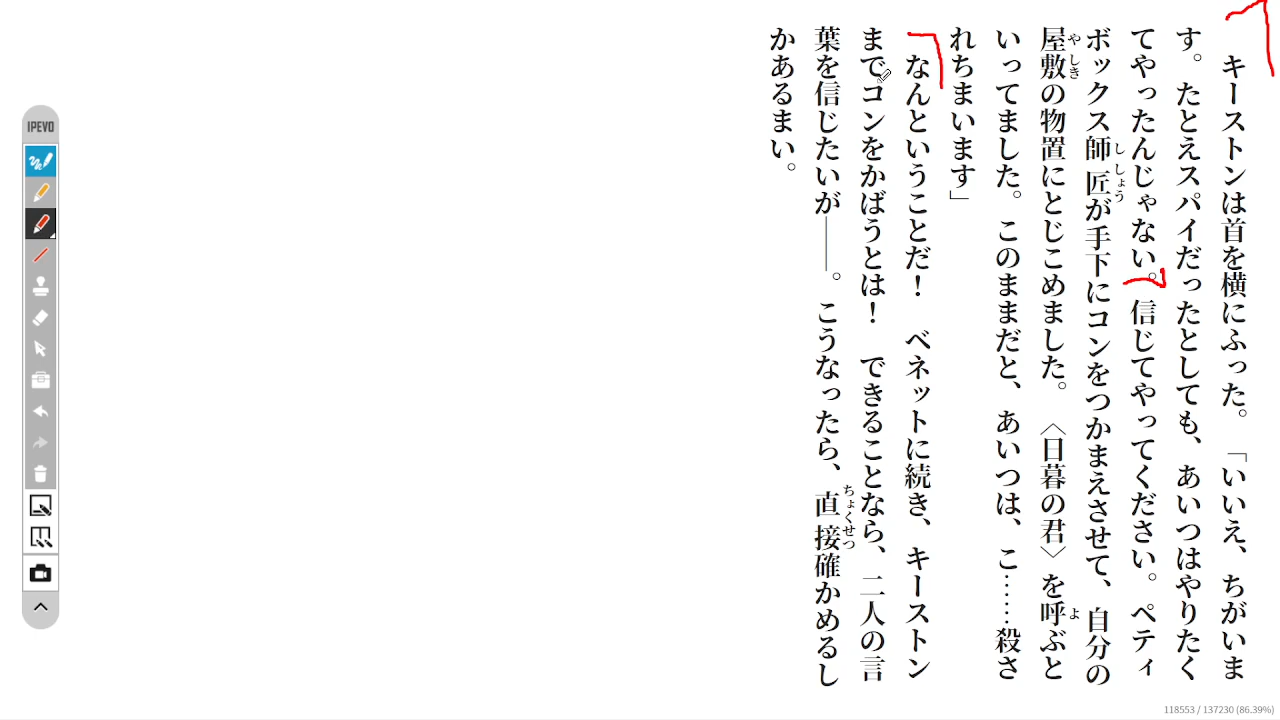 キーストンは首を横にふった。「いいえ、ちがいま
す。たとえスパイだったとしても、あいつはやりたく
てやったんじゃない。信じてやってください。ペティ
ボックス師匠が手下にコンをつかまえさせて、自分の
屋敷の物置にとじこめました。〈日暮の君〉を呼ぶと
いってました。このままだと、あいつは、こ……殺さ
れちまいます」
なんということだ！　ベネットに続き、キーストン
までコンをかばうとは！　できることなら、二人の言
葉を信じたいが――。こうなったら、直接確かめるし
かあるまい。
IPEVO
118553 / 137230 (86.39%)